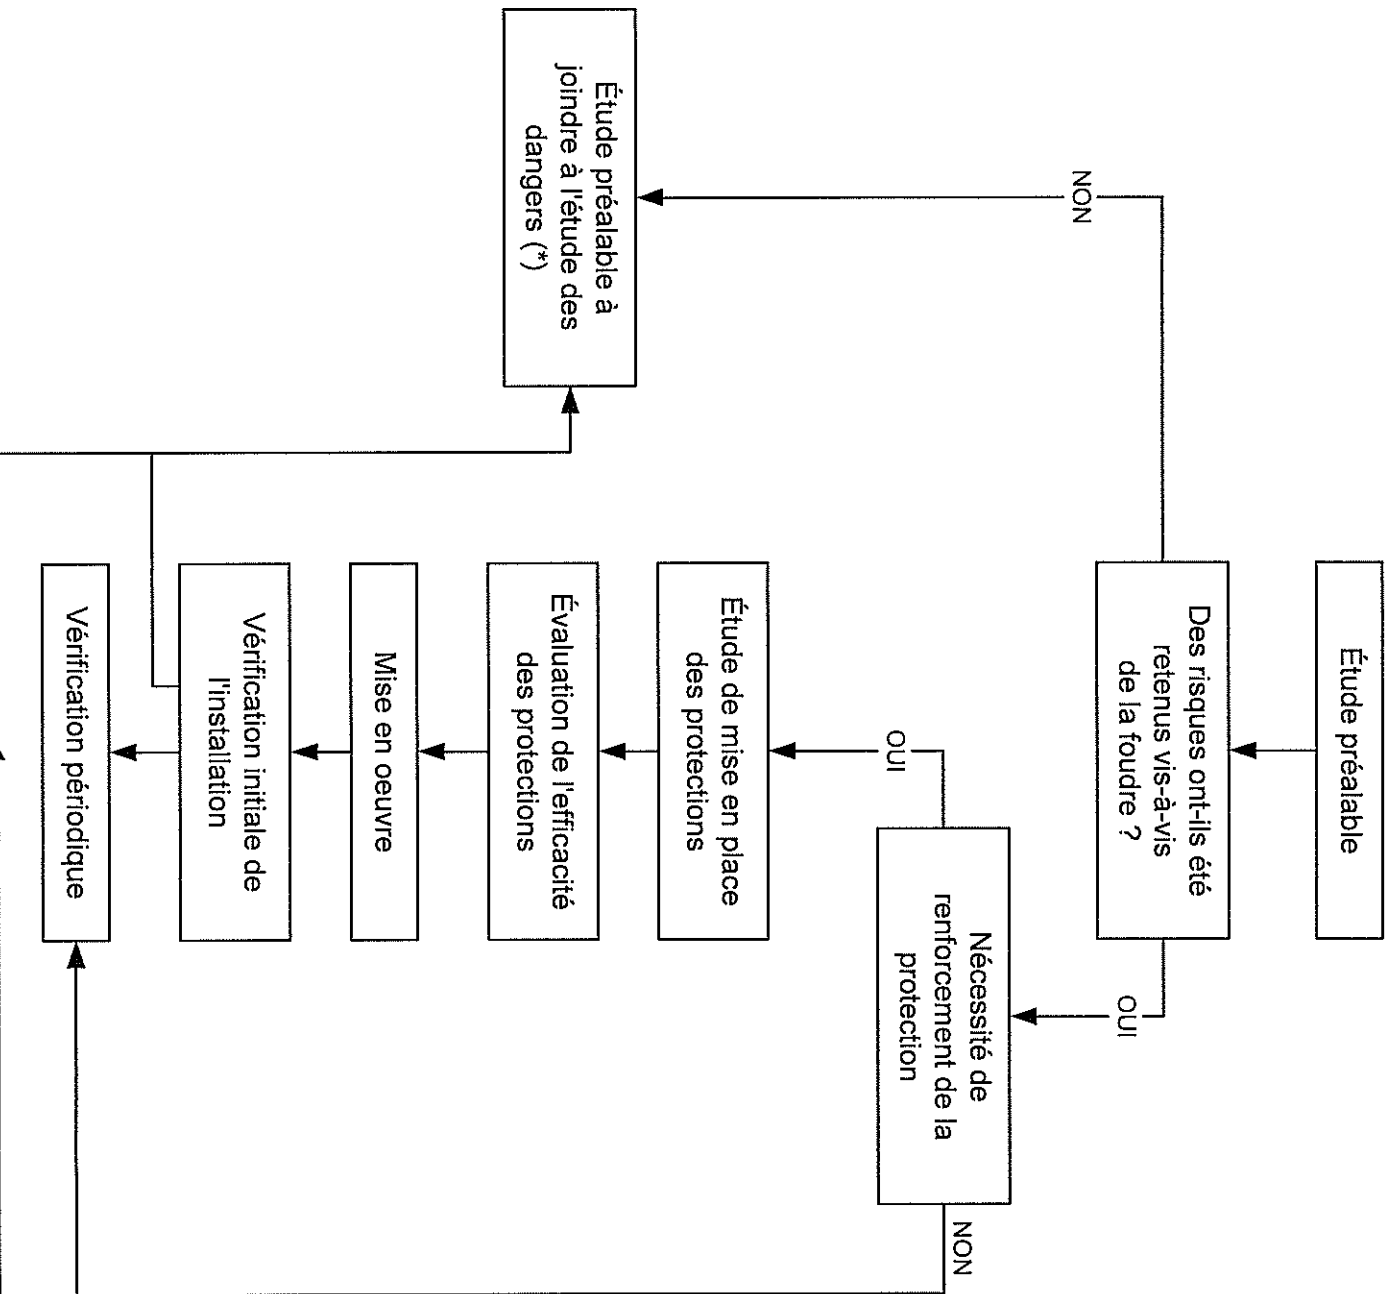 Étude préalable
Des risques ont-ils été
retenus vis-à-vis
de la foudre ?
NON
OUI
Étude préalable à
joindre à l'étude des
dangers (*)
Nécessité de
renforcement de la
protection
OUI
NON
Étude de mise en place
des protections
Évaluation de l'efficacité
des protections
Mise en oeuvre
Vérification initiale de
l'installation
Vérification périodique